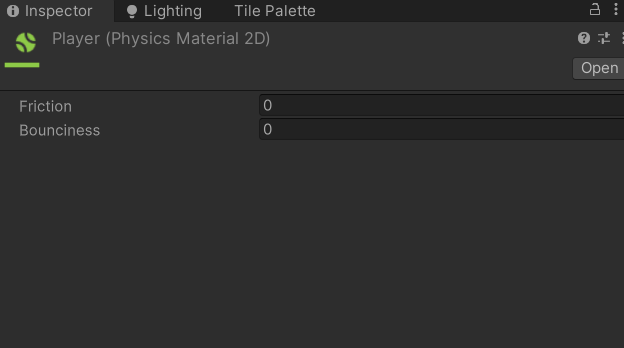 Inspector Lighting Tile Palette
Player (Physics Material 2D)
Open
Friction 0
Bounciness 0